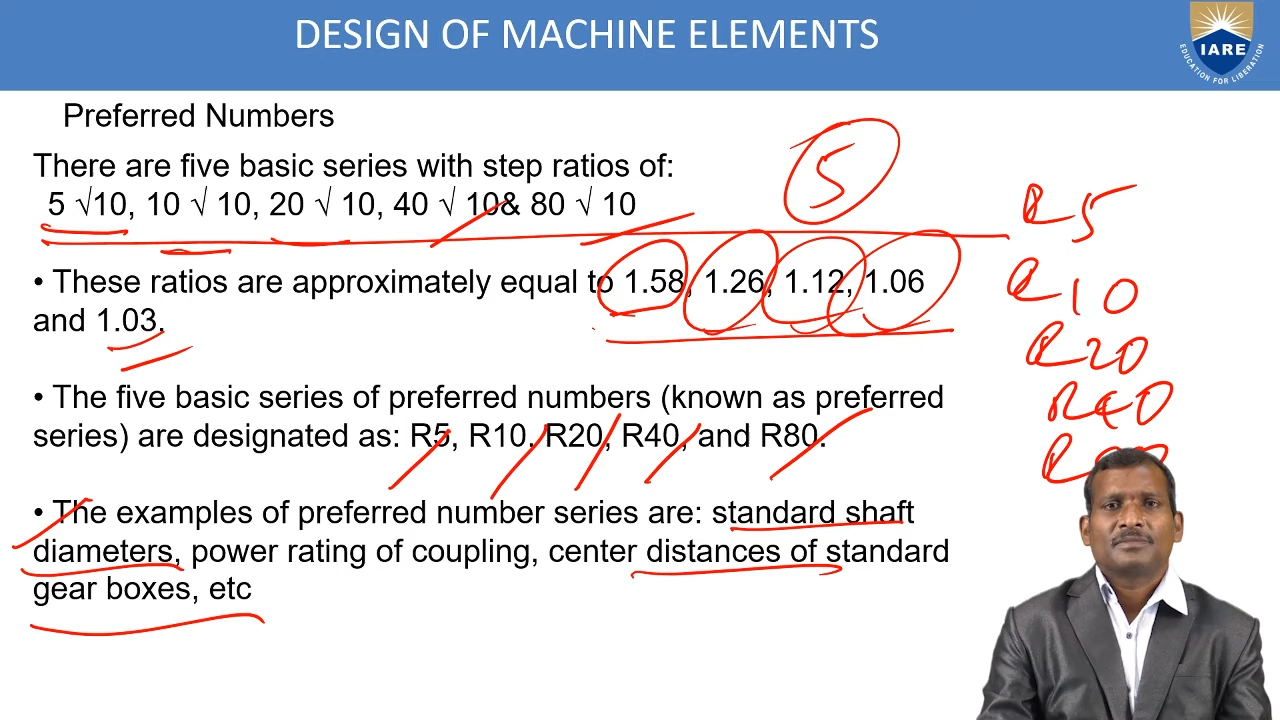 DESIGN OF MACHINE ELEMENTS
IARE
EDUCATION FOR LIBERATION
Preferred Numbers
There are five basic series with step ratios of:
5 √10, 10 √ 10, 20 √ 10, 40 √ 10& 80 √ 10
5
R5
• These ratios are approximately equal to 1.58, 1.26, 1.12, 1.06
and 1.03.
R10
R20
• The five basic series of preferred numbers (known as preferred
series) are designated as: R5, R10, R20, R40, and R80.
R40
• The examples of preferred number series are: standard shaft
diameters, power rating of coupling, center distances of standard
gear boxes, etc